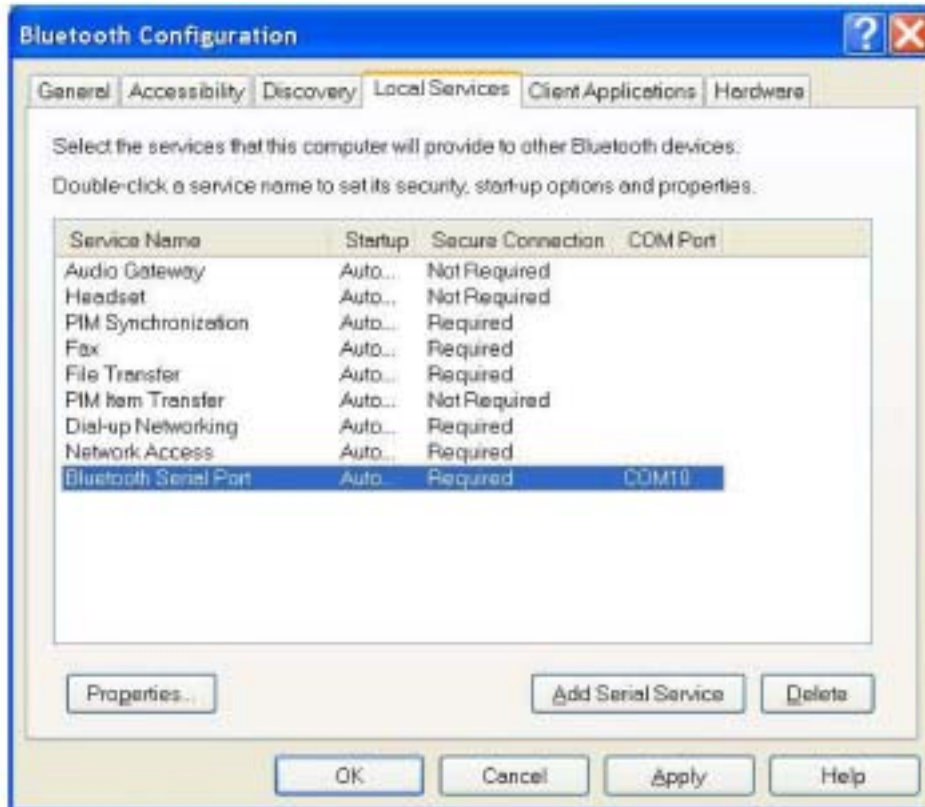 Bluetooth Configuration
General Accessibility Discovery Local Services Client Applications Hardware
Select the services that this computer will provide to other Bluetooth devices.
Double-click a service name to set its security, start-up options and properties.
Service Name Startup Secure Connection COM Port
Audio Gateway Auto... Not Required
Headset Auto... Not Required
PIM Synchronization Auto... Required
Fax Auto... Required
File Transfer Auto... Required
PIM Item Transfer Auto... Not Required
Dial-up Networking Auto... Required
Network Access Auto... Required
Bluetooth Serial Port Auto... Required COM10
Properties... Add Serial Service Delete
OK Cancel Apply Help